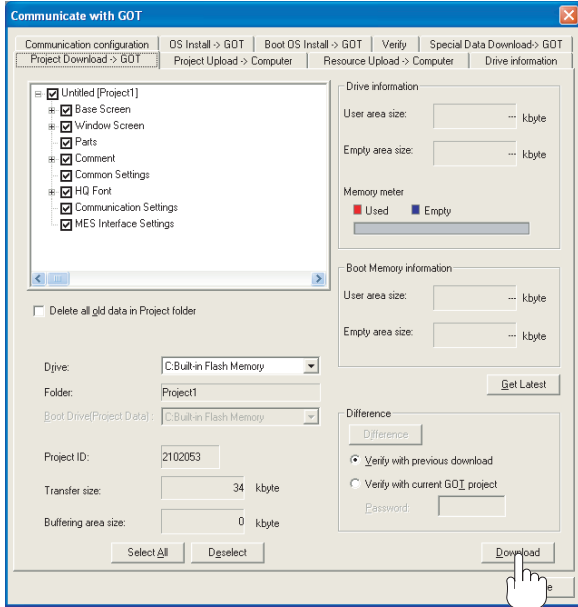 Communicate with GOT
Communication configuration OS Install -> GOT Boot OS Install -> GOT Verify Special Data Download-> GOT
Project Download -> GOT Project Upload -> Computer Resource Upload -> Computer Drive information
Untitled [Project1]
Base Screen
Window Screen
Parts
Comment
Common Settings
HQ Font
Communication Settings
MES Interface Settings
Delete all old data in Project folder
Drive: C:Built-in Flash Memory
Folder: Project1
Boot Drive(Project Data) : C:Built-in Flash Memory
Project ID: 2102053
Transfer size: 34 kbyte
Buffering area size: 0 kbyte
Select All Deselect
Drive information
User area size: --- kbyte
Empty area size: --- kbyte
Memory meter
Used Empty
Boot Memory information
User area size: --- kbyte
Empty area size: --- kbyte
Get Latest
Difference
Difference
Verify with previous download
Verify with current GOT project
Password:
Download